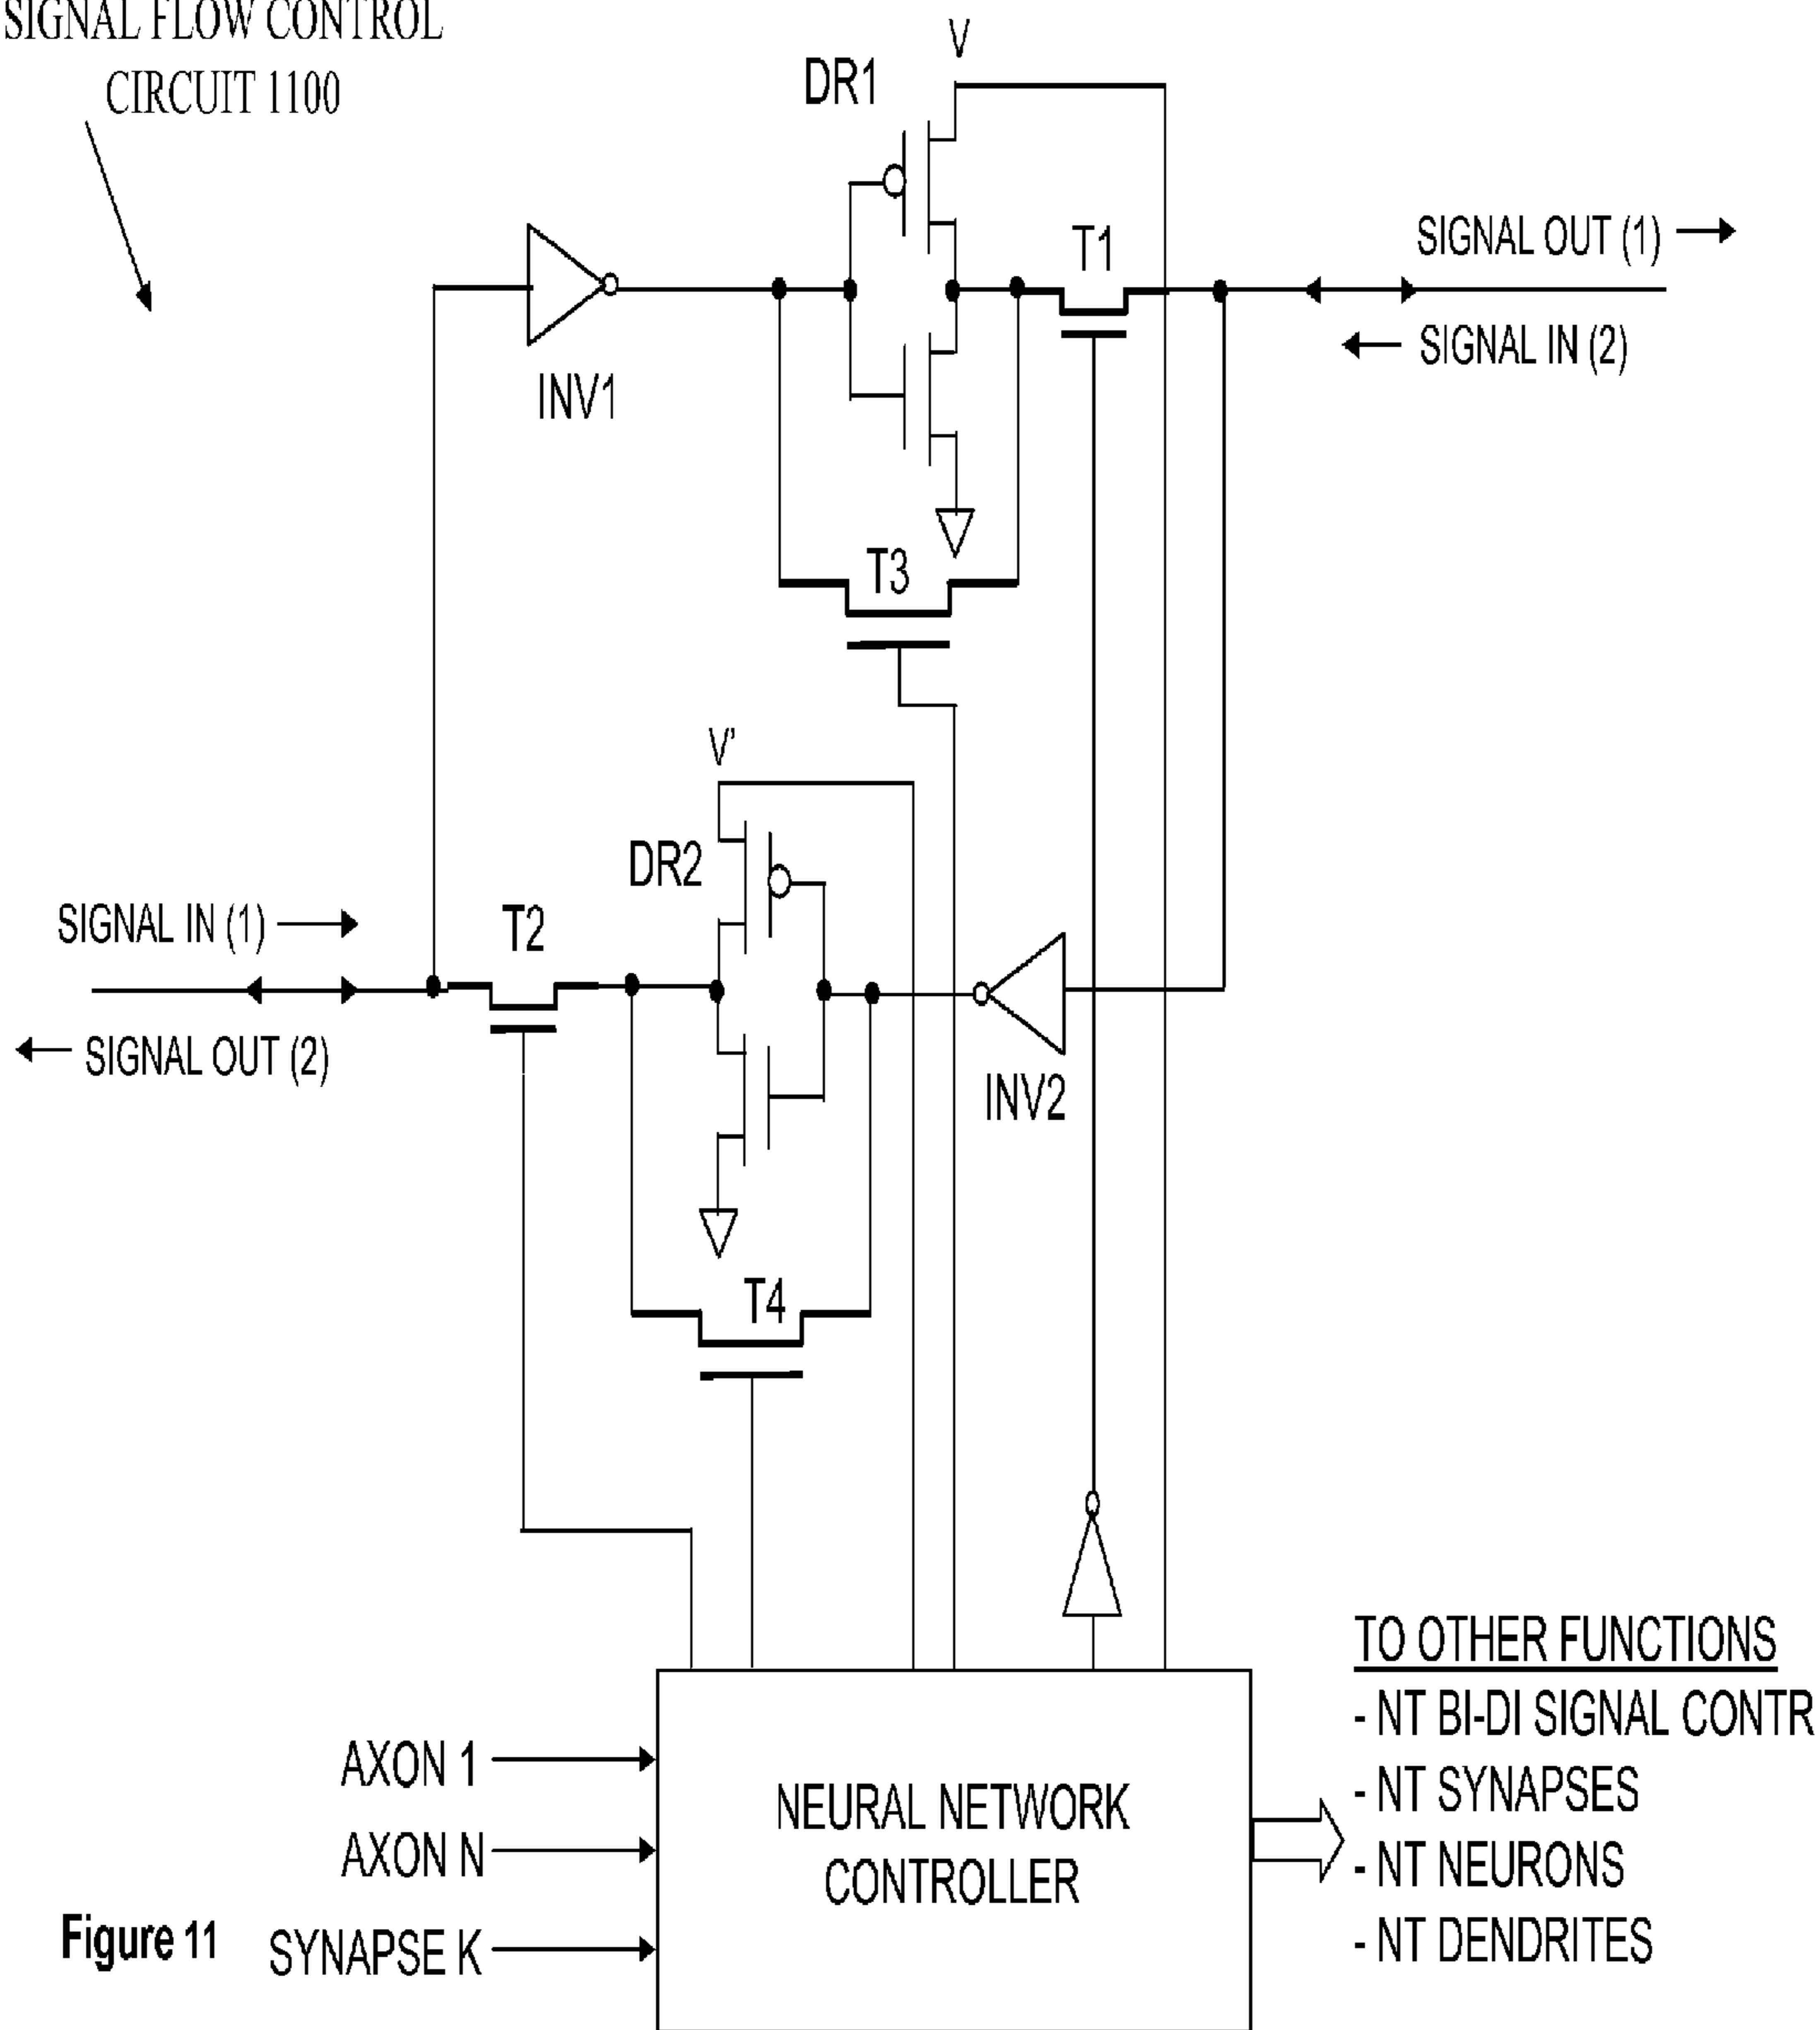 SIGNAL FLOW CONTROL
CIRCUIT 1100
V
DR1
T1
SIGNAL OUT (1)
SIGNAL IN (2)
INV1
T3
V'
DR2
SIGNAL IN (1)
T2
SIGNAL OUT (2)
INV2
T4
TO OTHER FUNCTIONS
- NT BI-DI SIGNAL CONTR
- NT SYNAPSES
- NT NEURONS
- NT DENDRITES
AXON 1
AXON N
SYNAPSE K
NEURAL NETWORK
CONTROLLER
Figure 11